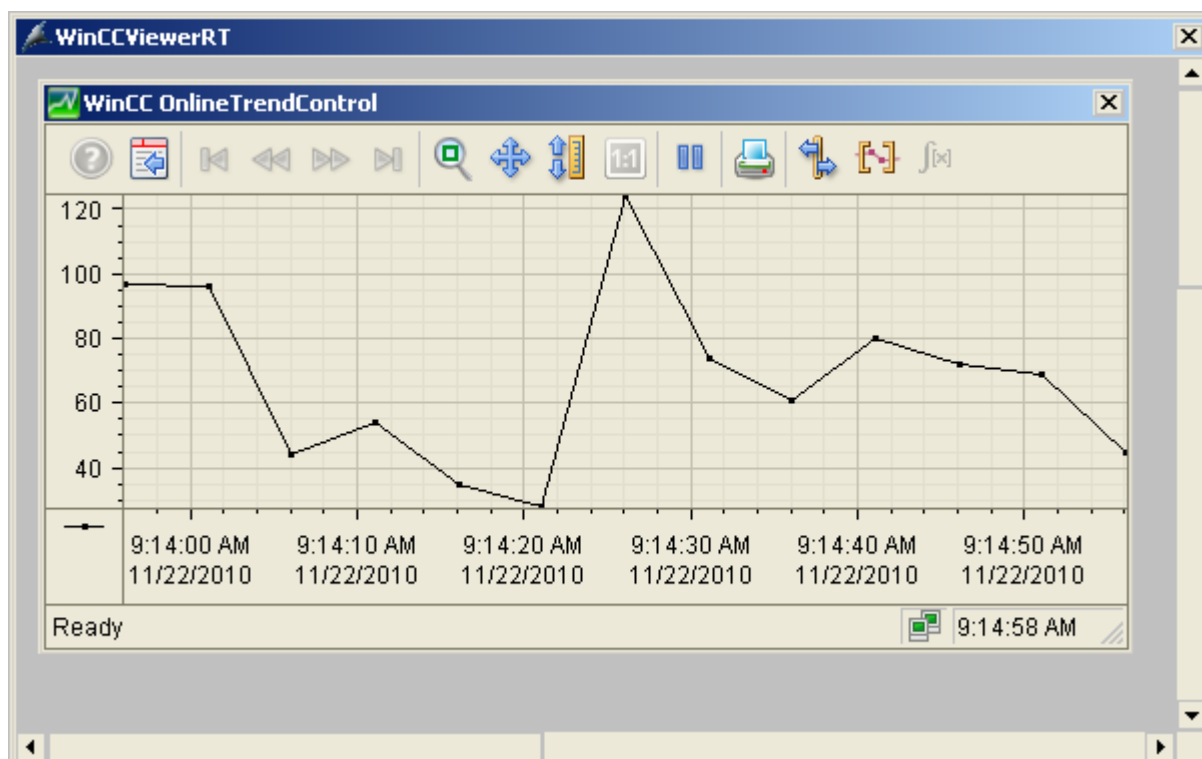 WinCCViewerRT
WinCC OnlineTrendControl
1:1
∫[x]
120
100
80
60
40
9:14:00 AM 9:14:10 AM 9:14:20 AM 9:14:30 AM 9:14:40 AM 9:14:50 AM
11/22/2010 11/22/2010 11/22/2010 11/22/2010 11/22/2010 11/22/2010
Ready
9:14:58 AM